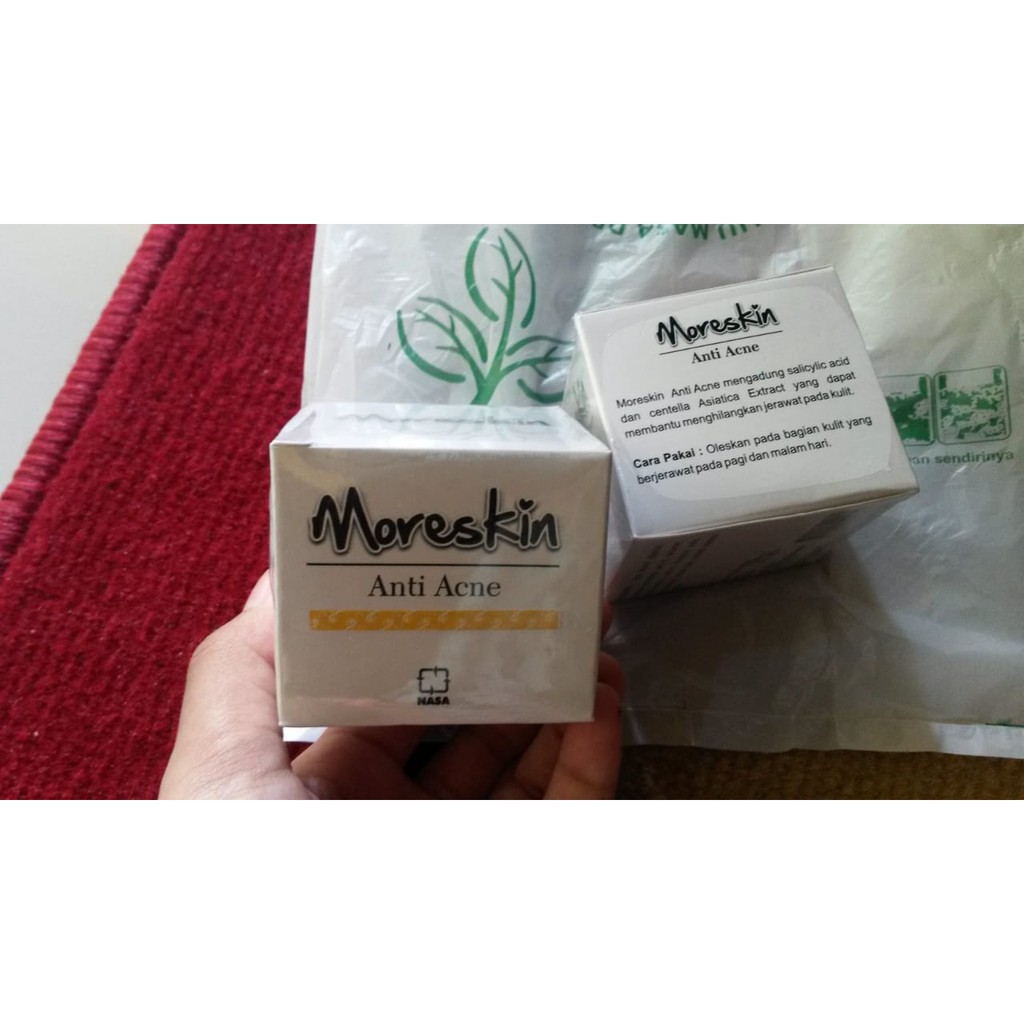 Moreskin
Anti Acne
NASA
Moreskin
Anti Acne
Moreskin Anti Acne mengadung salicylic acid
dan centella Asiatica Extract yang dapat
membantu menghilangkan jerawat pada kulit.
Cara Pakai : Oleskan pada bagian kulit yang
berjerawat pada pagi dan malam hari.
sendirinya